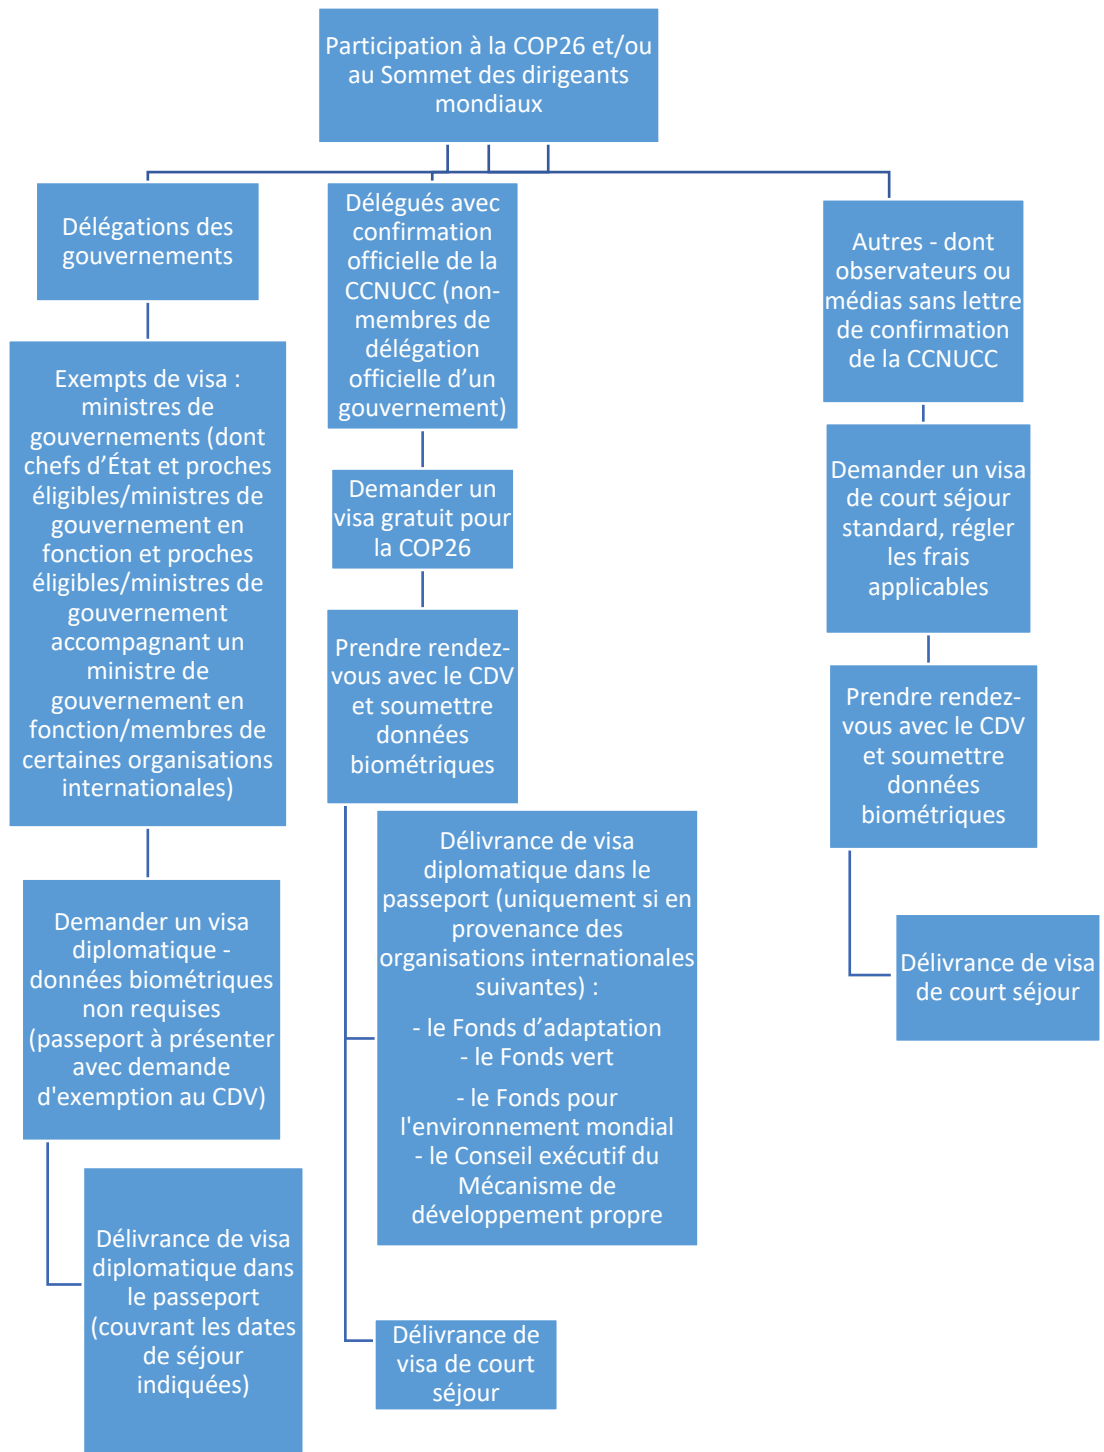 Participation à la COP26 et/ou
au Sommet des dirigeants
mondiaux
Délégations des
gouvernements
Exempts de visa :
ministres de
gouvernements (dont
chefs d’État et proches
éligibles/ministres de
gouvernement en
fonction et proches
éligibles/ministres de
gouvernement
accompagnant un
ministre de
gouvernement en
fonction/membres de
certaines organisations
internationales)
Demander un visa
diplomatique -
données biométriques
non requises
(passeport à présenter
avec demande
d'exemption au CDV)
Délivrance de visa
diplomatique dans
le passeport
(couvrant les dates
de séjour
indiquées)
Délégués avec
confirmation
officielle de la
CCNUCC (non-
membres de
délégation
officielle d’un
gouvernement)
Demander un
visa gratuit pour
la COP26
Prendre rendez-
vous avec le CDV
et soumettre
données
biométriques
Délivrance de visa
diplomatique dans le
passeport (uniquement si en
provenance des
organisations internationales
suivantes) :
- le Fonds d’adaptation
- le Fonds vert
- le Fonds pour
l'environnement mondial
- le Conseil exécutif du
Mécanisme de
développement propre
Délivrance de
visa de court
séjour
Autres - dont
observateurs ou
médias sans lettre
de confirmation
de la CCNUCC
Demander un visa
de court séjour
standard, régler
les frais
applicables
Prendre rendez-
vous avec le CDV
et soumettre
données
biométriques
Délivrance de visa
de court séjour